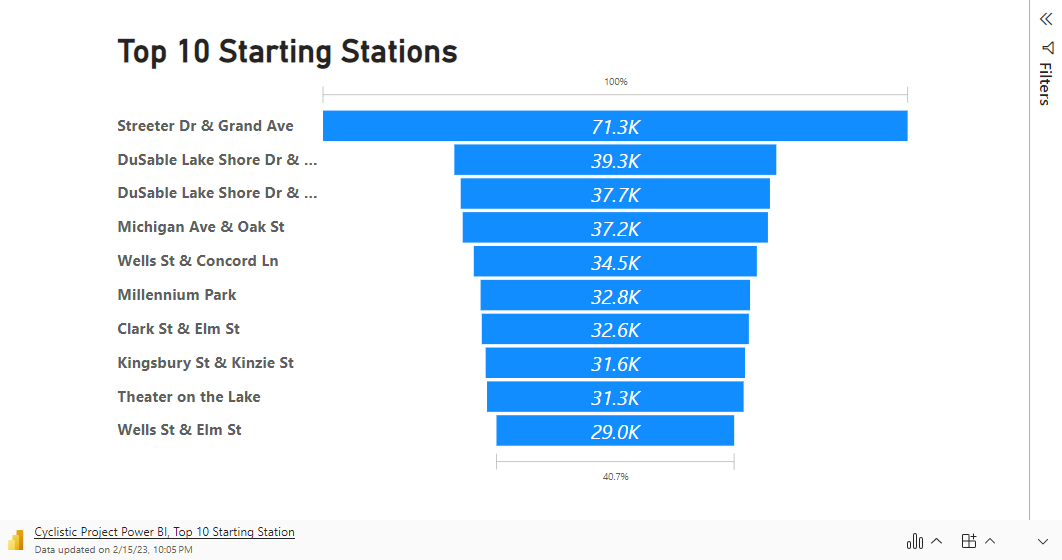 Top 10 Starting Stations
Filters
100%
Streeter Dr & Grand Ave 71.3K
DuSable Lake Shore Dr & ... 39.3K
DuSable Lake Shore Dr & ... 37.7K
Michigan Ave & Oak St 37.2K
Wells St & Concord Ln 34.5K
Millennium Park 32.8K
Clark St & Elm St 32.6K
Kingsbury St & Kinzie St 31.6K
Theater on the Lake 31.3K
Wells St & Elm St 29.0K
40.7%
Cyclistic Project Power BI, Top 10 Starting Station
Data updated on 2/15/23, 10:05 PM